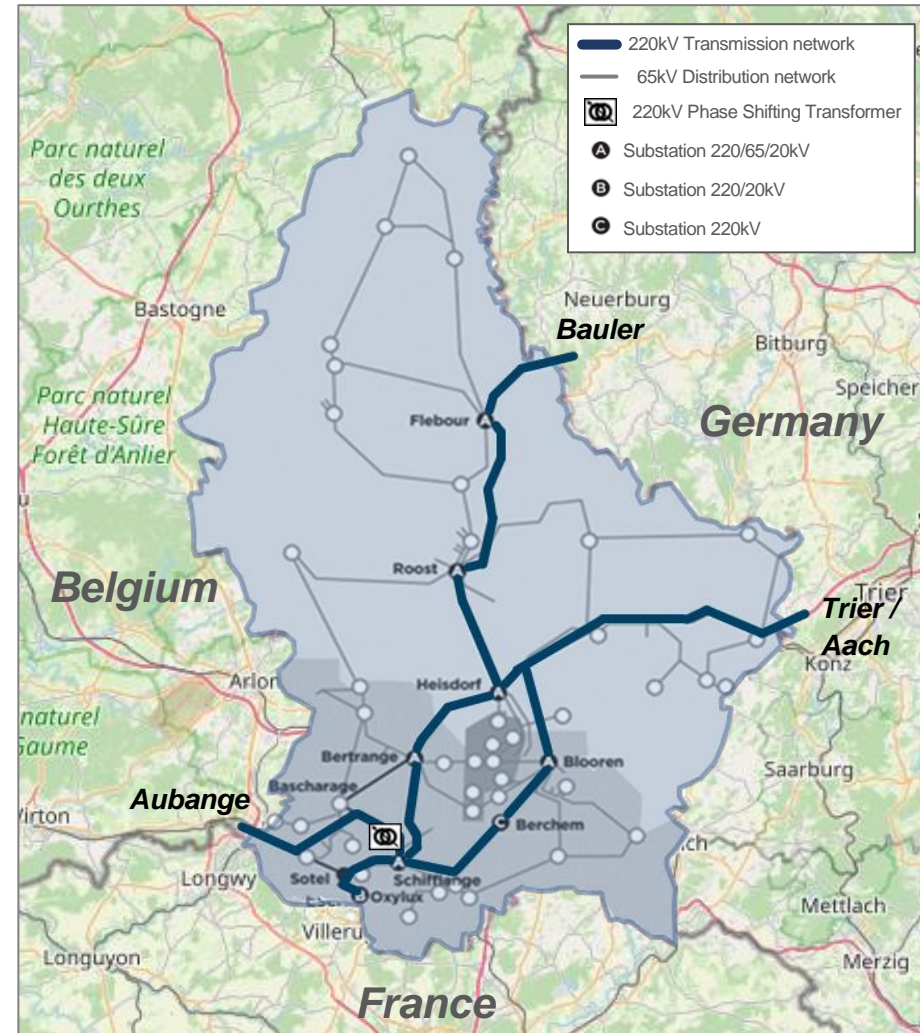 220kV Transmission network
65kV Distribution network
220kV Phase Shifting Transformer
A Substation 220/65/20kV
B Substation 220/20kV
C Substation 220kV
Parc naturel
des deux
Ourthes
Bastogne
Neuerburg
Bauler
Bitburg
Parc naturel
Haute-Sûre
Forêt d'Anlier
Speicher
Flebour A
Germany
Roost A
Belgium
Trier
Trier /
Aach
Konz
Arlon
Heisdorf A
naturel
Gaume
Bertrange A
A Blooren
Saarburg
Bascharage
Aubange
Virton
C Berchem
Longwy
A
Schifflange
Sotel
Oxylux
Mettlach
Longuyon
Merzig
France